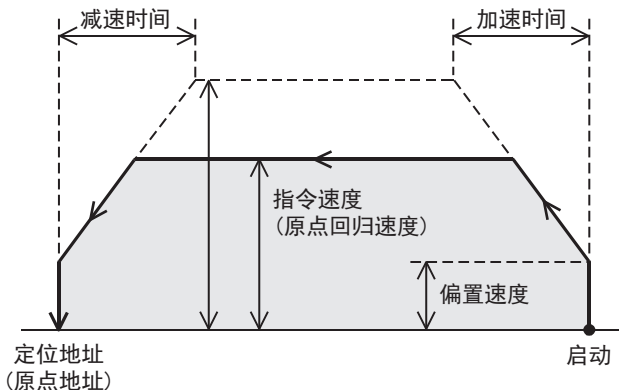 减速时间
加速时间
指令速度
(原点回归速度)
偏置速度
定位地址
(原点地址)
启动